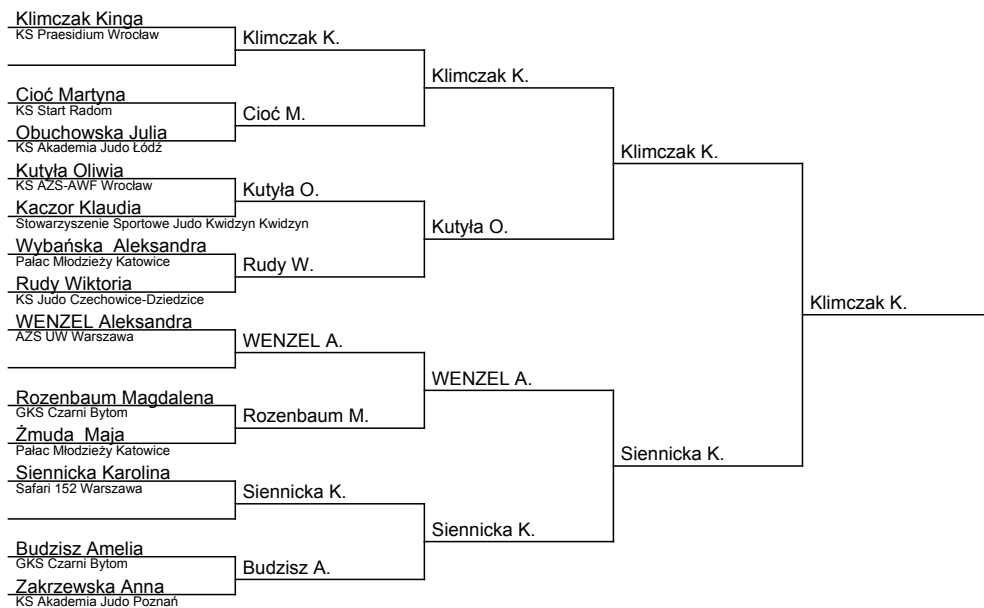 Klimczak Kinga
KS Praesidium Wrocław
Cioć Martyna
KS Start Radom
Obuchowska Julia
KS Akademia Judo Łódź
Kutyła Oliwia
KS AZS-AWF Wrocław
Kaczor Klaudia
Stowarzyszenie Sportowe Judo Kwidzyn Kwidzyn
Wybańska Aleksandra
Pałac Młodzieży Katowice
Rudy Wiktoria
KS Judo Czechowice-Dziedzice
WENZEL Aleksandra
AZS UW Warszawa
Rozenbaum Magdalena
GKS Czarni Bytom
Żmuda Maja
Pałac Młodzieży Katowice
Siennicka Karolina
Safari 152 Warszawa
Budzisz Amelia
GKS Czarni Bytom
Zakrzewska Anna
KS Akademia Judo Poznań
Klimczak K.
Cioć M.
Kutyła O.
Rudy W.
WENZEL A.
Rozenbaum M.
Siennicka K.
Budzisz A.
Klimczak K.
Kutyła O.
WENZEL A.
Siennicka K.
Klimczak K.
Siennicka K.
Klimczak K.